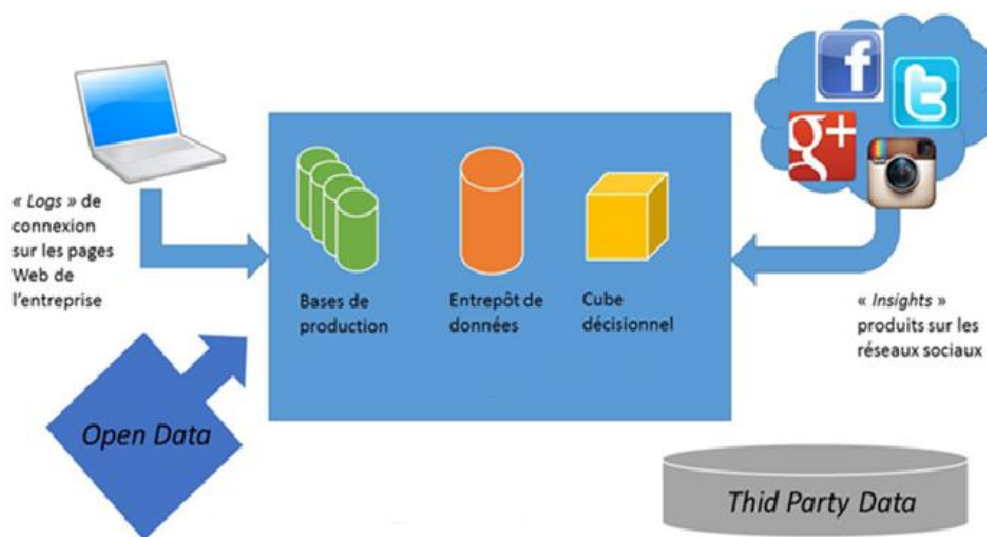 « Logs » de
connexion
sur les pages
Web de
l'entreprise
Bases de
production
Entrepôt de
données
Cube
décisionnel
f
t
g+
« Insights »
produits sur les
réseaux sociaux
Open Data
Thid Party Data